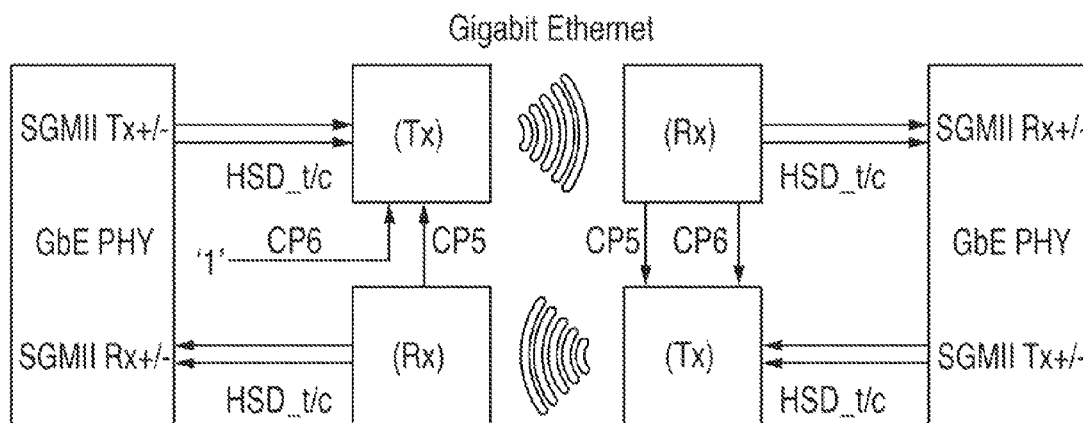 Gigabit Ethernet
SGMII Tx+/-
(Tx)
(Rx)
SGMII Rx+/-
HSD_t/c
HSD_t/c
GbE PHY
'1'
CP6
CP5
CP5
CP6
GbE PHY
SGMII Rx+/-
(Rx)
(Tx)
SGMII Tx+/-
HSD_t/c
HSD_t/c